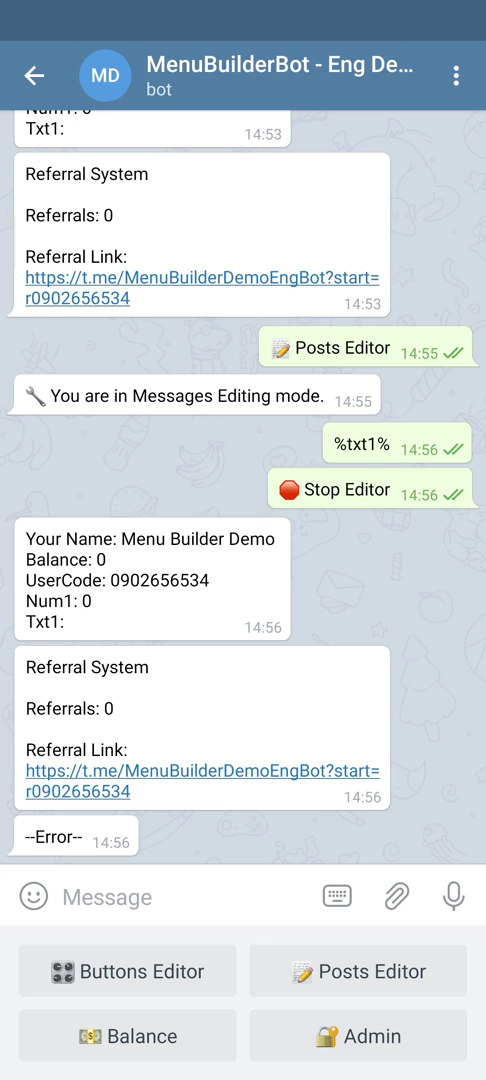 MD
MenuBuilderBot - Eng De...
bot
Num1: 0
Txt1:
14:53
Referral System
Referrals: 0
Referral Link:
https://t.me/MenuBuilderDemoEngBot?start=
r0902656534
14:53
📝 Posts Editor 14:55
🔧 You are in Messages Editing mode. 14:55
%txt1% 14:56
🛑 Stop Editor 14:56
Your Name: Menu Builder Demo
Balance: 0
UserCode: 0902656534
Num1: 0
Txt1:
14:56
Referral System
Referrals: 0
Referral Link:
https://t.me/MenuBuilderDemoEngBot?start=
r0902656534
14:56
--Error-- 14:56
Message
🎛 Buttons Editor
📝 Posts Editor
💵 Balance
🔐 Admin